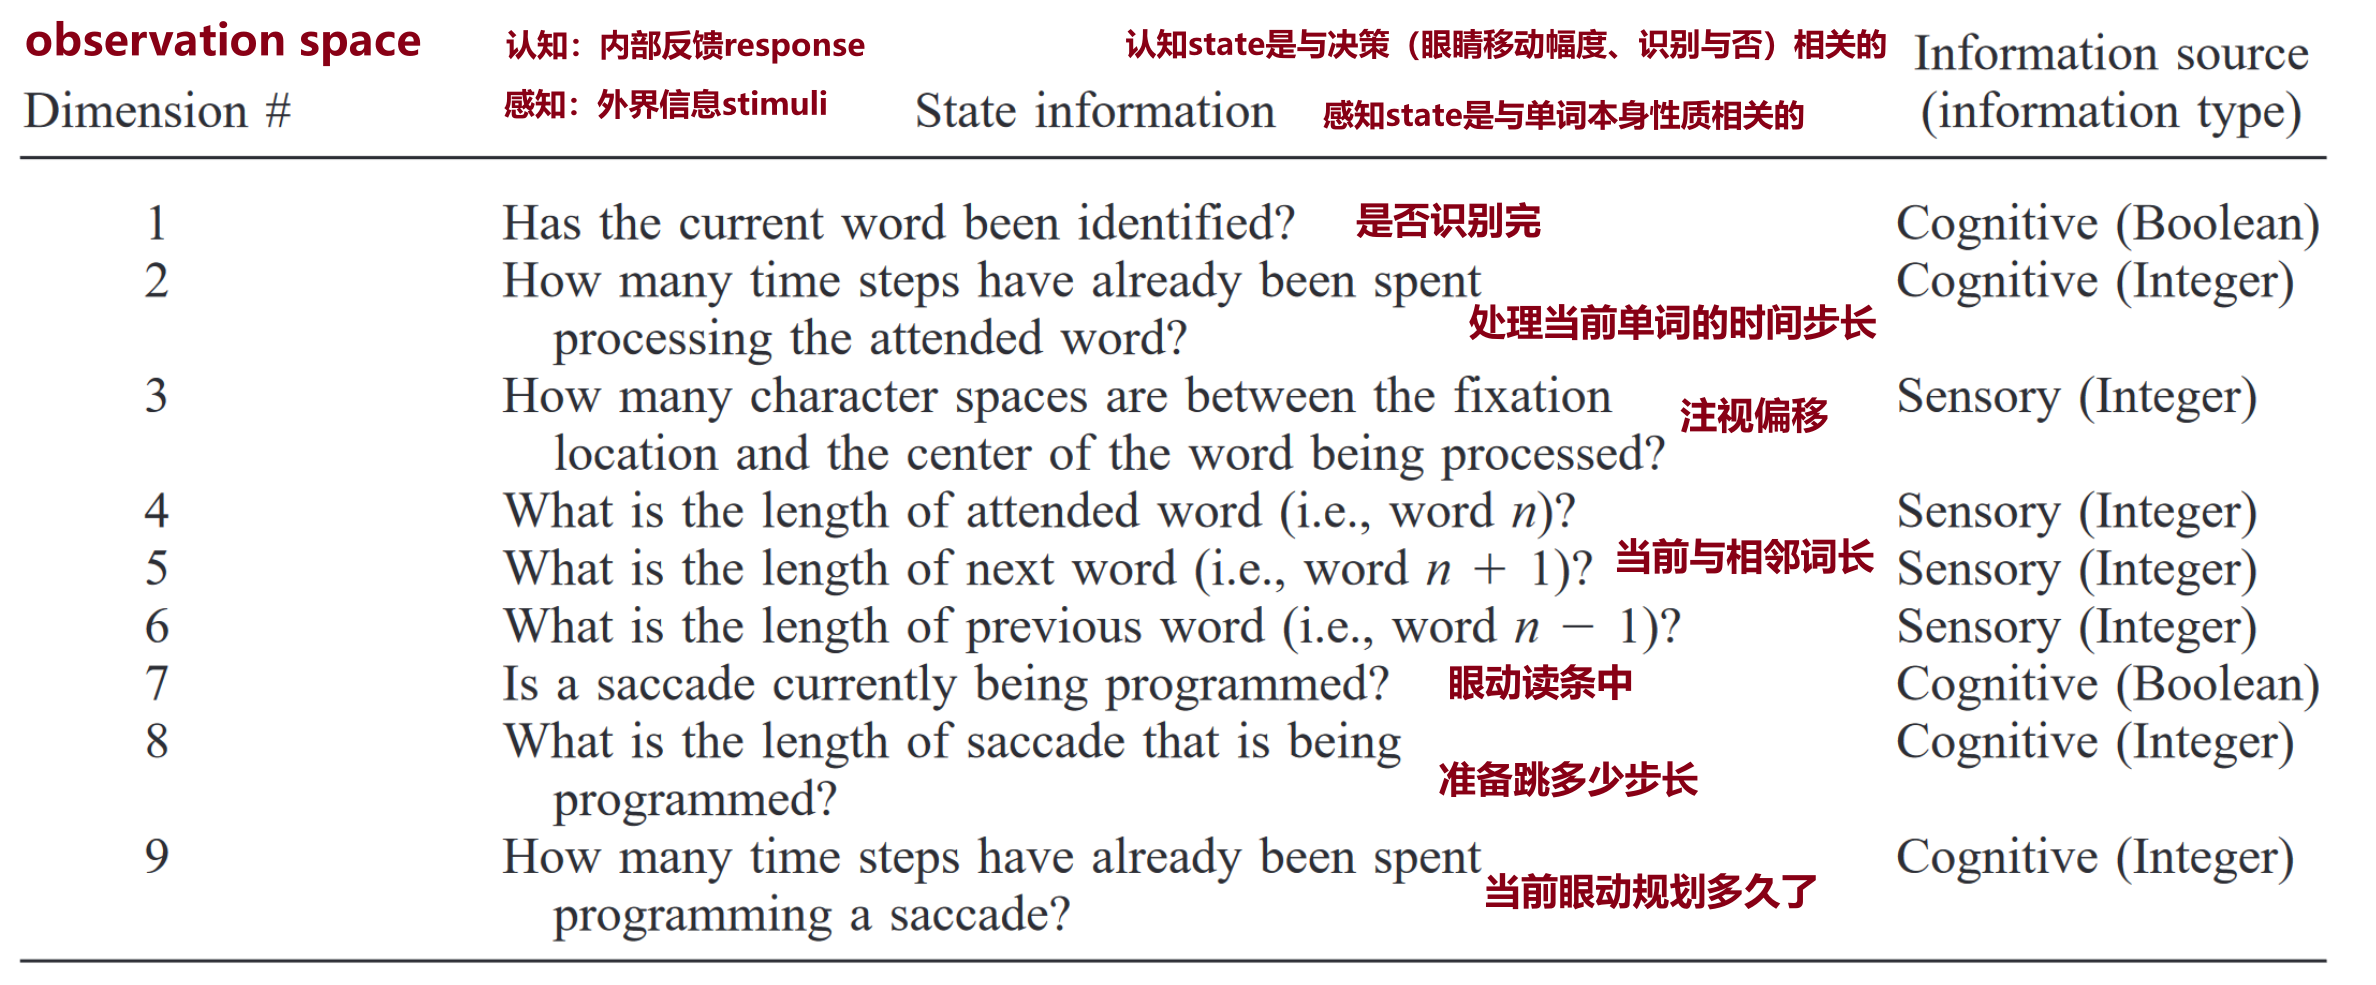 observation space
认知：内部反馈response
认知state是与决策（眼睛移动幅度、识别与否）相关的
Information source
感知：外界信息stimuli
Dimension #
State information
感知state是与单词本身性质相关的
(information type)
1 Has the current word been identified? 是否识别完 Cognitive (Boolean)
2 How many time steps have already been spent Cognitive (Integer)
processing the attended word? 处理当前单词的时间步长
3 How many character spaces are between the fixation 注视偏移 Sensory (Integer)
location and the center of the word being processed?
4 What is the length of attended word (i.e., word n)? Sensory (Integer)
5 What is the length of next word (i.e., word n + 1)? 当前与相邻词长 Sensory (Integer)
6 What is the length of previous word (i.e., word n − 1)? Sensory (Integer)
7 Is a saccade currently being programmed? 眼动读条中 Cognitive (Boolean)
8 What is the length of saccade that is being Cognitive (Integer)
programmed? 准备跳多少步长
9 How many time steps have already been spent Cognitive (Integer)
programming a saccade? 当前眼动规划多久了